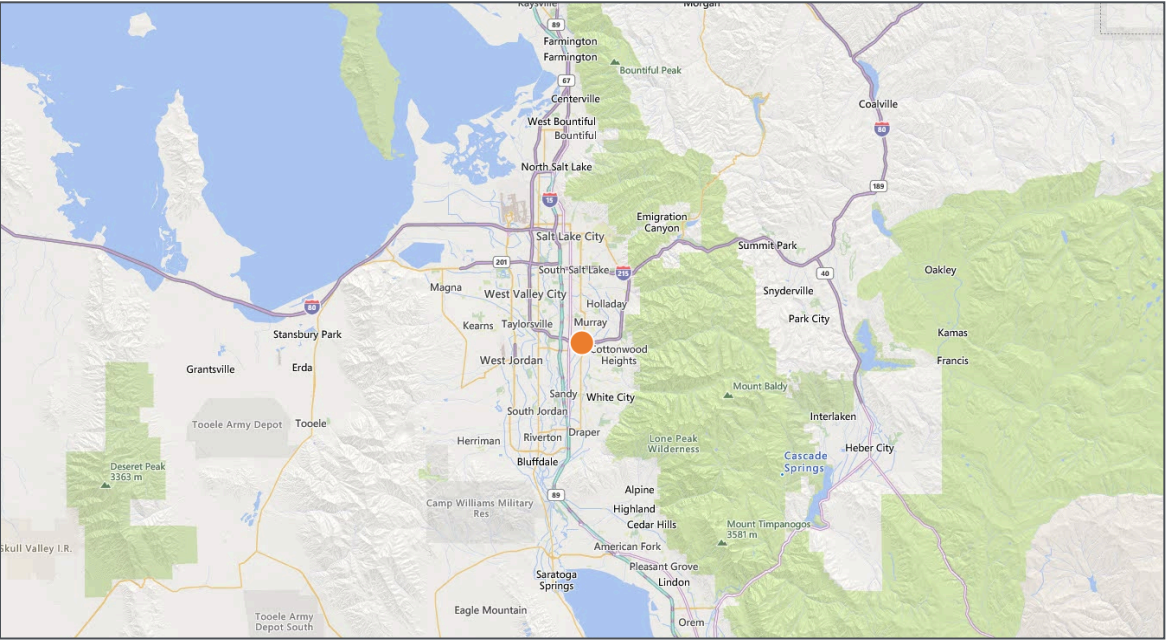 Kaysville
Morgan
89
Farmington
Farmington
Bountiful Peak
67
Centerville
Coalville
West Bountiful
80
Bountiful
North Salt Lake
189
15
Emigration
Canyon
Salt Lake City
Summit Park
201
South Salt Lake
215
40
Oakley
Magna
West Valley City
Snyderville
Holladay
80
Kearns
Taylorsville
Murray
Park City
Stansbury Park
Kamas
Cottonwood
Heights
West Jordan
Francis
Grantsville
Erda
Mount Baldy
Sandy
White City
South Jordan
Interlaken
Tooele Army Depot
Tooele
Herriman
Riverton
Draper
Lone Peak
Wilderness
Heber City
Bluffdale
Cascade
Springs
Deseret Peak
3363 m
89
Alpine
Camp Williams Military
Res
Highland
Cedar Hills
Mount Timpanogos
3581 m
Skull Valley I.R.
American Fork
Pleasant Grove
Saratoga
Springs
Lindon
Eagle Mountain
Tooele Army
Depot South
Orem